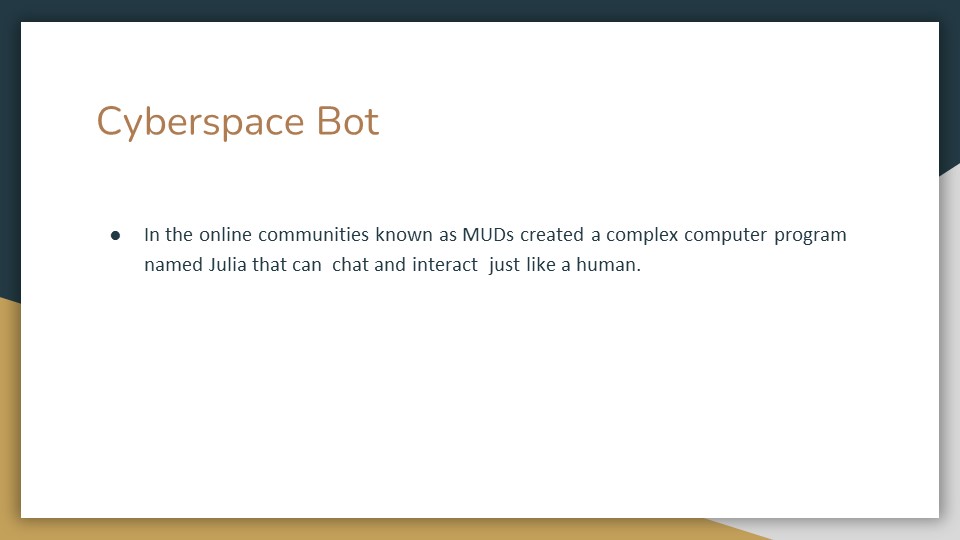 Cyberspace Bot
● In the online communities known as MUDs created a complex computer program
named Julia that can  chat and interact  just like a human.